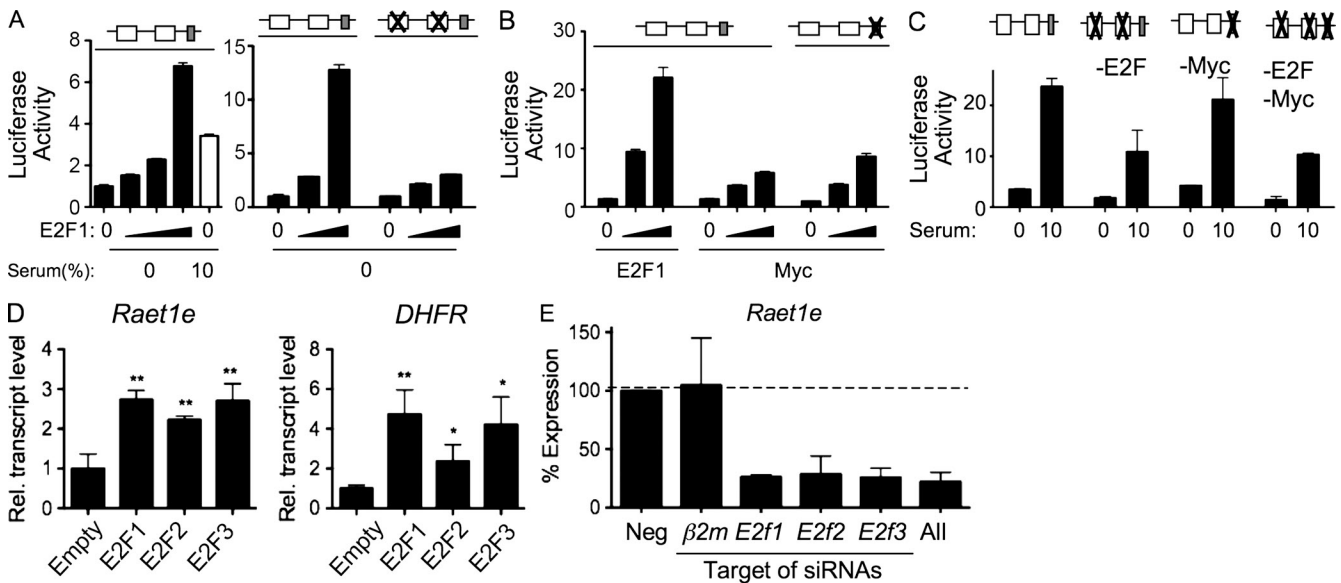 A
Luciferase Activity
8
6
4
2
0
15
10
5
0
E2F1: 0 0 0 0
Serum(%): 0 10 0
B
Luciferase Activity
30
20
10
0
0 0 0
E2F1 Myc
C
-E2F -Myc -E2F
-Myc
Luciferase Activity
20
10
0
Serum: 0 10 0 10 0 10 0 10
D
Raet1e
Rel. transcript level
4
3
2
1
0
** ** **
Empty E2F1 E2F2 E2F3
DHFR
Rel. transcript level
8
6
4
2
0
** * *
Empty E2F1 E2F2 E2F3
E
Raet1e
% Expression
150
100
50
0
Neg β2m E2f1 E2f2 E2f3 All
Target of siRNAs